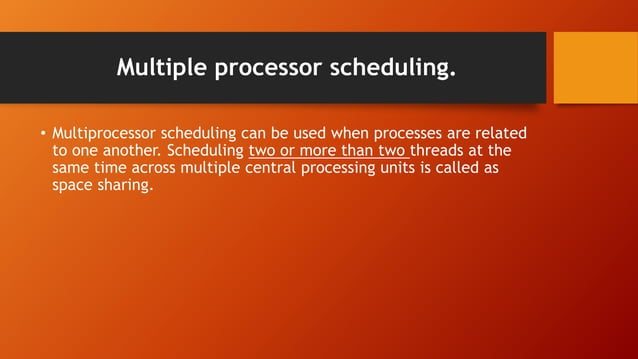 Multiple processor scheduling.
• Multiprocessor scheduling can be used when processes are related
to one another. Scheduling two or more than two threads at the
same time across multiple central processing units is called as
space sharing.